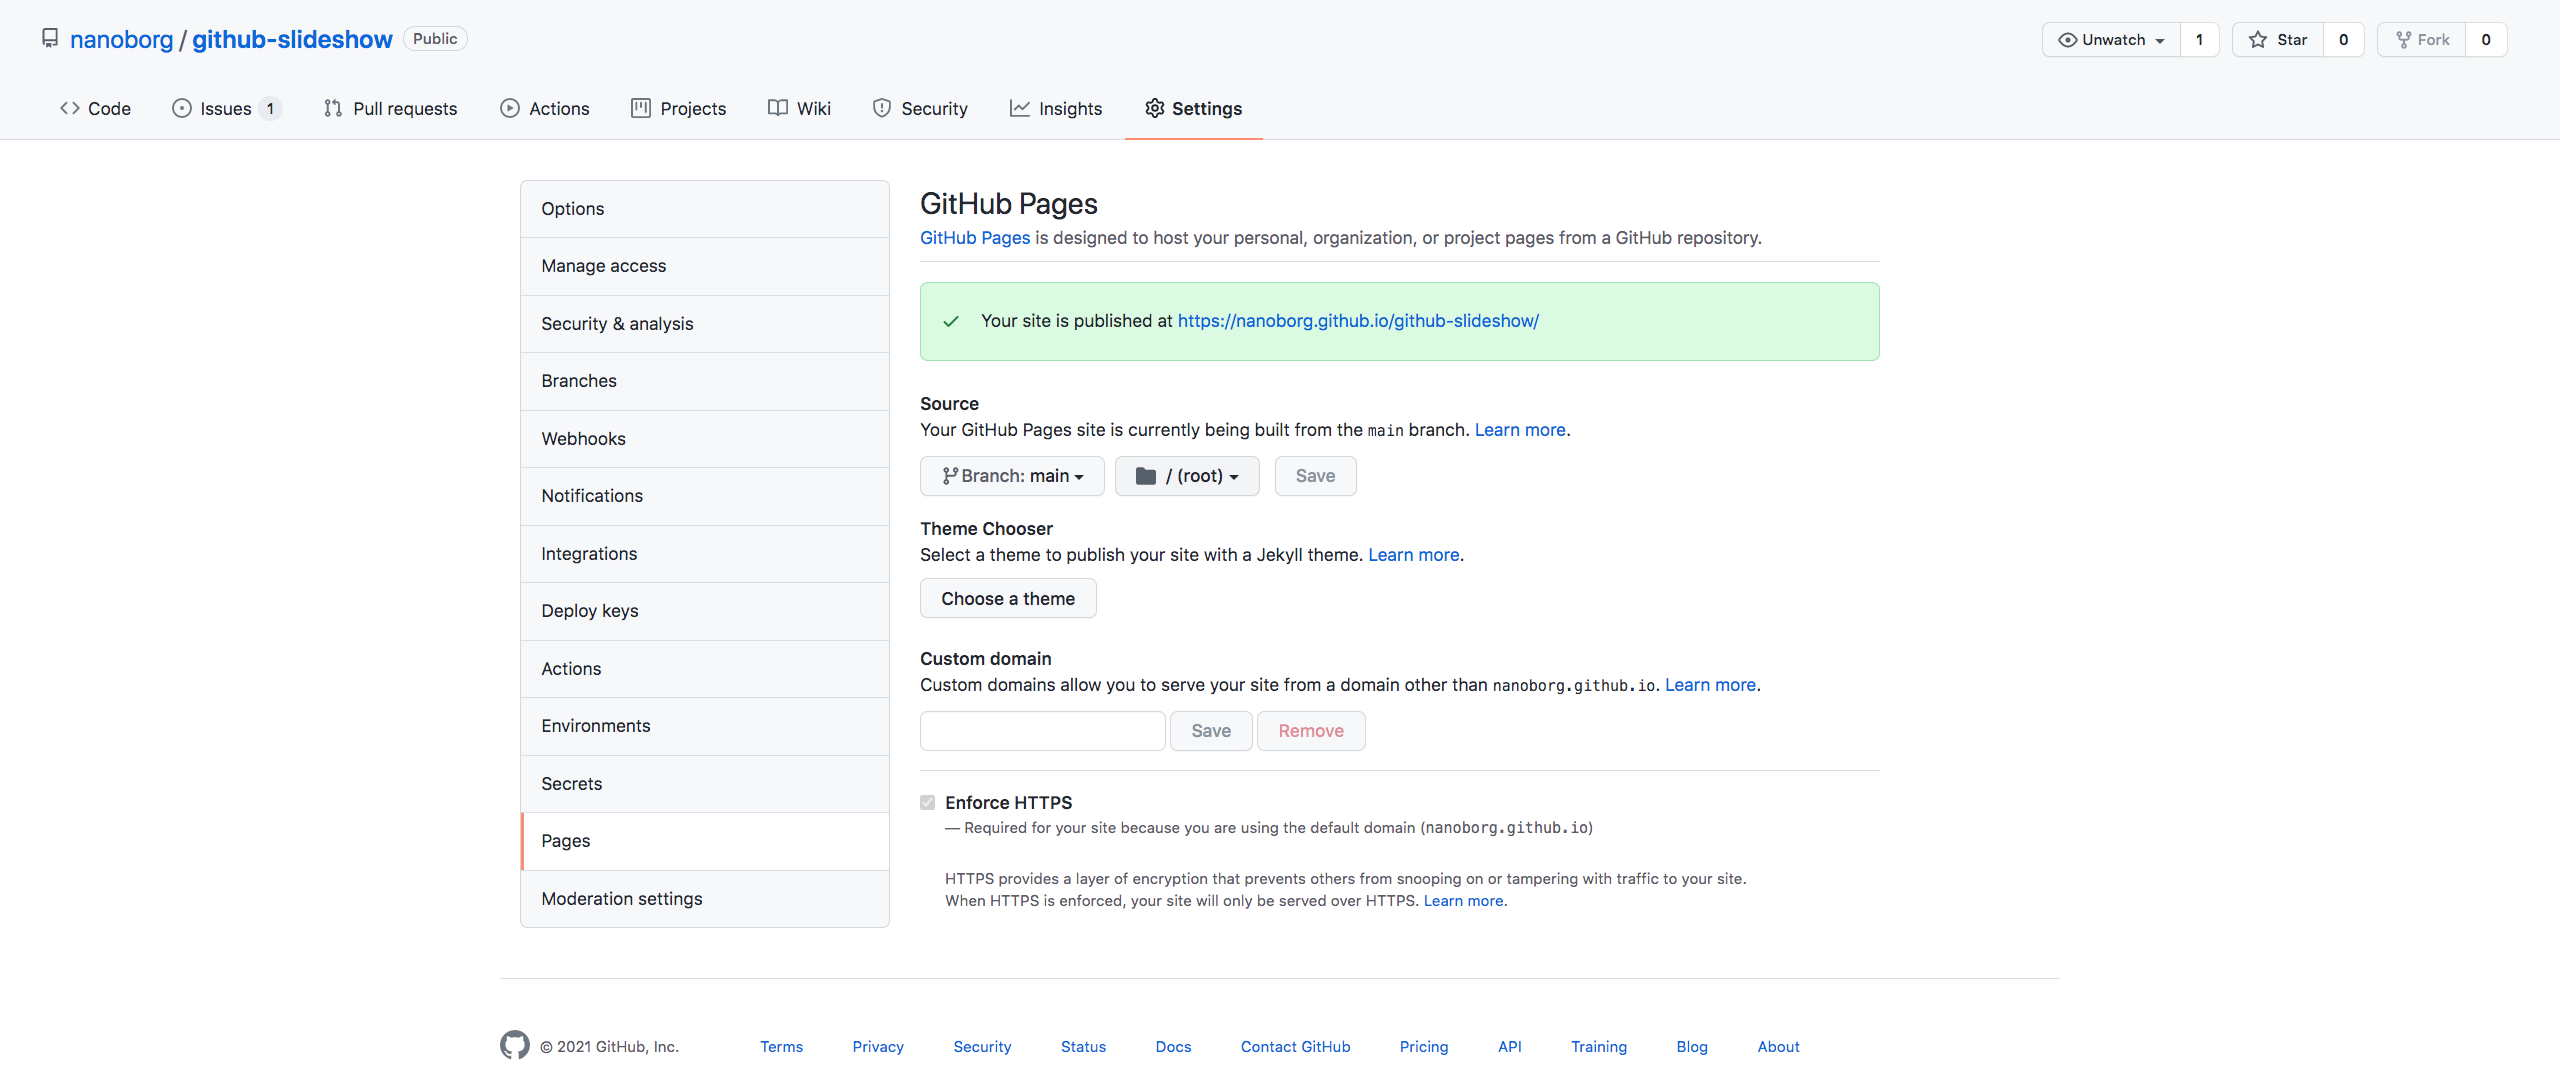 nanoborg / github-slideshow Public
Unwatch 1 Star 0 Fork 0
Code Issues 1 Pull requests Actions Projects Wiki Security Insights Settings
Options
Manage access
Security & analysis
Branches
Webhooks
Notifications
Integrations
Deploy keys
Actions
Environments
Secrets
Pages
Moderation settings
GitHub Pages
GitHub Pages is designed to host your personal, organization, or project pages from a GitHub repository.
Your site is published at https://nanoborg.github.io/github-slideshow/
Source
Your GitHub Pages site is currently being built from the main branch. Learn more.
Branch: main / (root) Save
Theme Chooser
Select a theme to publish your site with a Jekyll theme. Learn more.
Choose a theme
Custom domain
Custom domains allow you to serve your site from a domain other than nanoborg.github.io. Learn more.
Save Remove
Enforce HTTPS
— Required for your site because you are using the default domain (nanoborg.github.io)
HTTPS provides a layer of encryption that prevents others from snooping on or tampering with traffic to your site.
When HTTPS is enforced, your site will only be served over HTTPS. Learn more.
© 2021 GitHub, Inc. Terms Privacy Security Status Docs Contact GitHub Pricing API Training Blog About